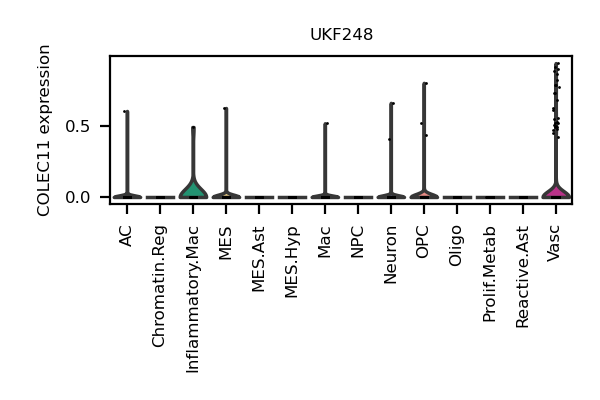 UKF248
COLEC11 expression
0.5
0.0
AC
Chromatin.Reg
Inflammatory.Mac
MES
MES.Ast
MES.Hyp
Mac
NPC
Neuron
OPC
Oligo
Prolif.Metab
Reactive.Ast
Vasc